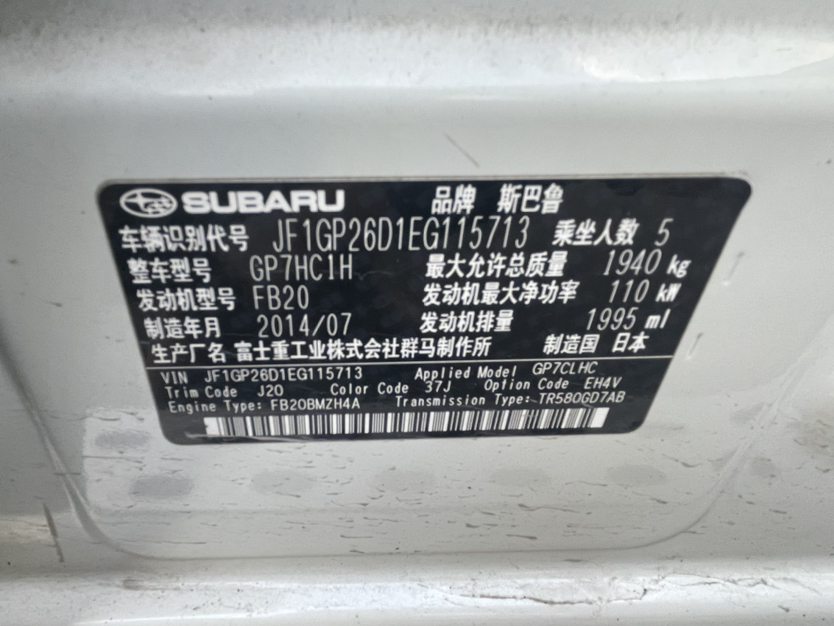 SUBARU 品牌 斯巴鲁
车辆识别代号 JF1GP26D1EG115713 乘坐人数 5
整车型号 GP7HC1H 最大允许总质量 1940 kg
发动机型号 FB20 发动机最大净功率 110 kW
制造年月 2014/07 发动机排量 1995 ml
生产厂名 富士重工业株式会社群马制作所 制造国 日本
VIN JF1GP26D1EG115713 Applied Model GP7CLHC
Trim Code J20 Color Code 37J Option Code EH4V
Engine Type: FB20BMZH4A Transmission Type: TR580GD7AB